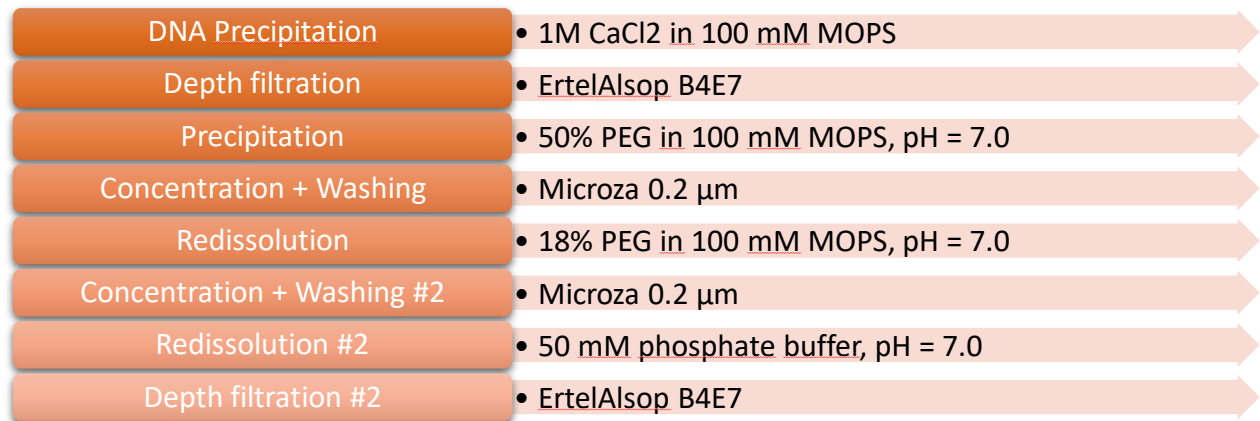 DNA Precipitation • 1M CaCl2 in 100 mM MOPS
Depth filtration • ErtelAlsop B4E7
Precipitation • 50% PEG in 100 mM MOPS, pH = 7.0
Concentration + Washing • Microza 0.2 µm
Redissolution • 18% PEG in 100 mM MOPS, pH = 7.0
Concentration + Washing #2 • Microza 0.2 µm
Redissolution #2 • 50 mM phosphate buffer, pH = 7.0
Depth filtration #2 • ErtelAlsop B4E7